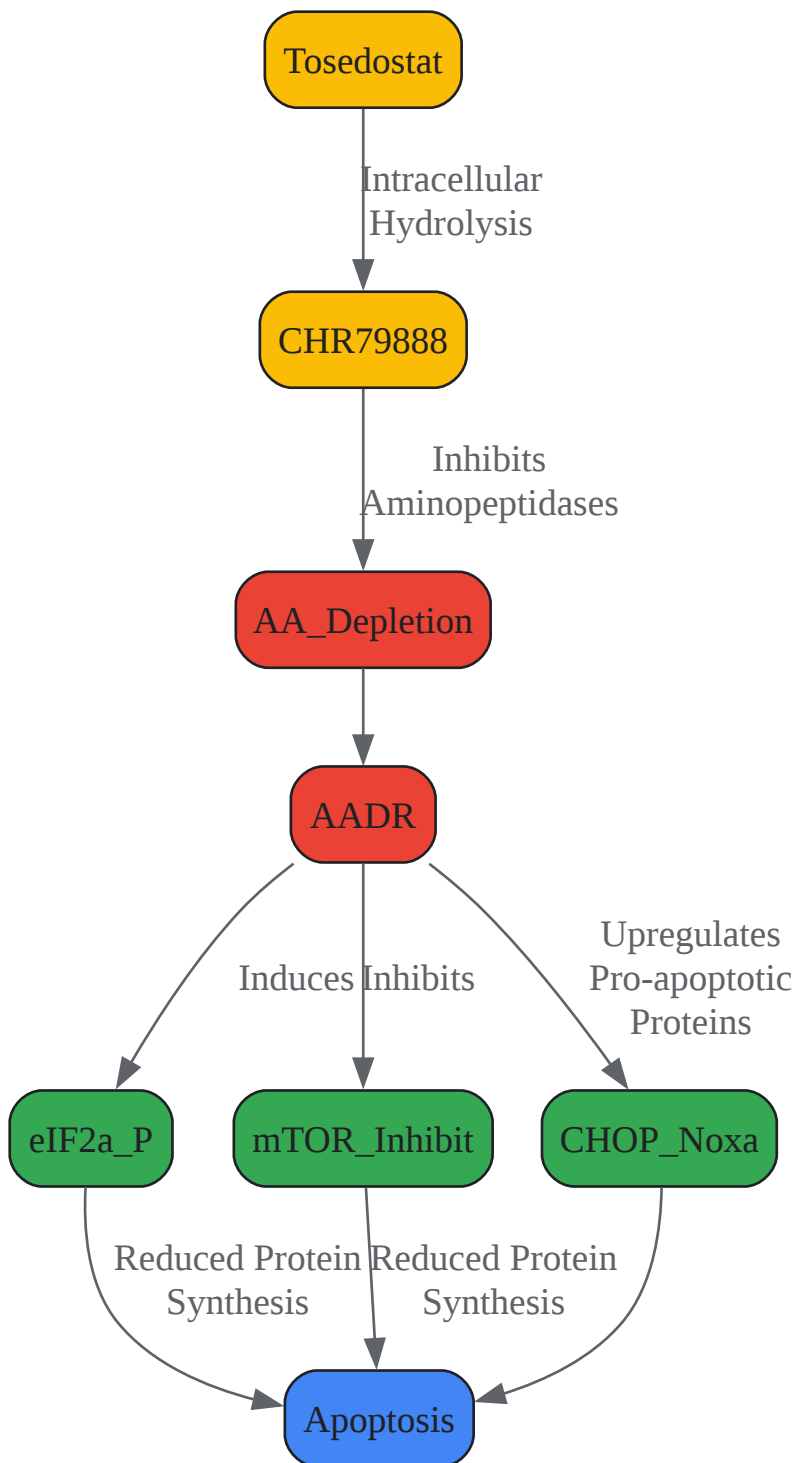 Tosedostat
Intracellular
Hydrolysis
CHR79888
Inhibits
Aminopeptidases
AA_Depletion
AADR
Induces
Inhibits
Upregulates
Pro-apoptotic
Proteins
eIF2a_P
mTOR_Inhibit
CHOP_Noxa
Reduced Protein
Synthesis
Reduced Protein
Synthesis
Apoptosis